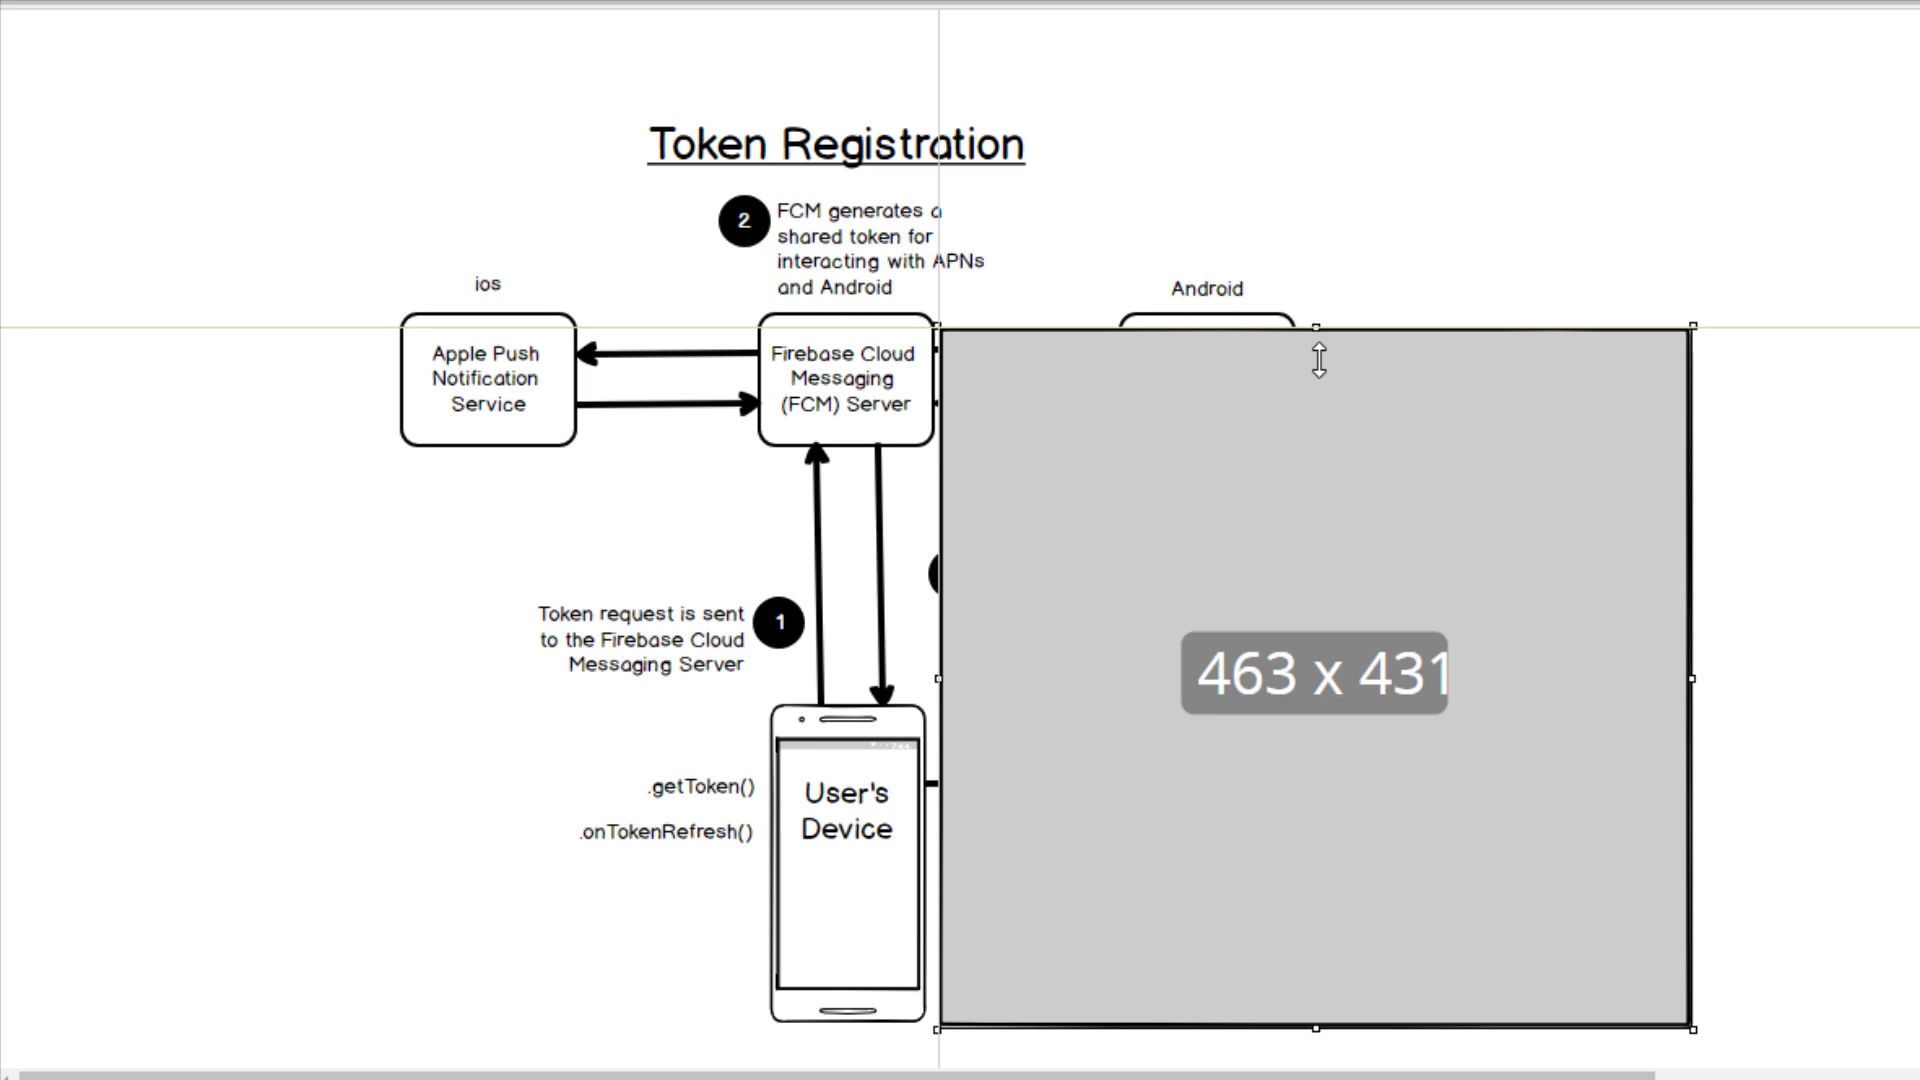 Token Registration
2
FCM generates a
shared token for
interacting with APNs
and Android
ios
Android
Apple Push
Notification
Service
Firebase Cloud
Messaging
(FCM) Server
Token request is sent
to the Firebase Cloud
Messaging Server
1
463 x 431
.getToken()
.onTokenRefresh()
User's
Device